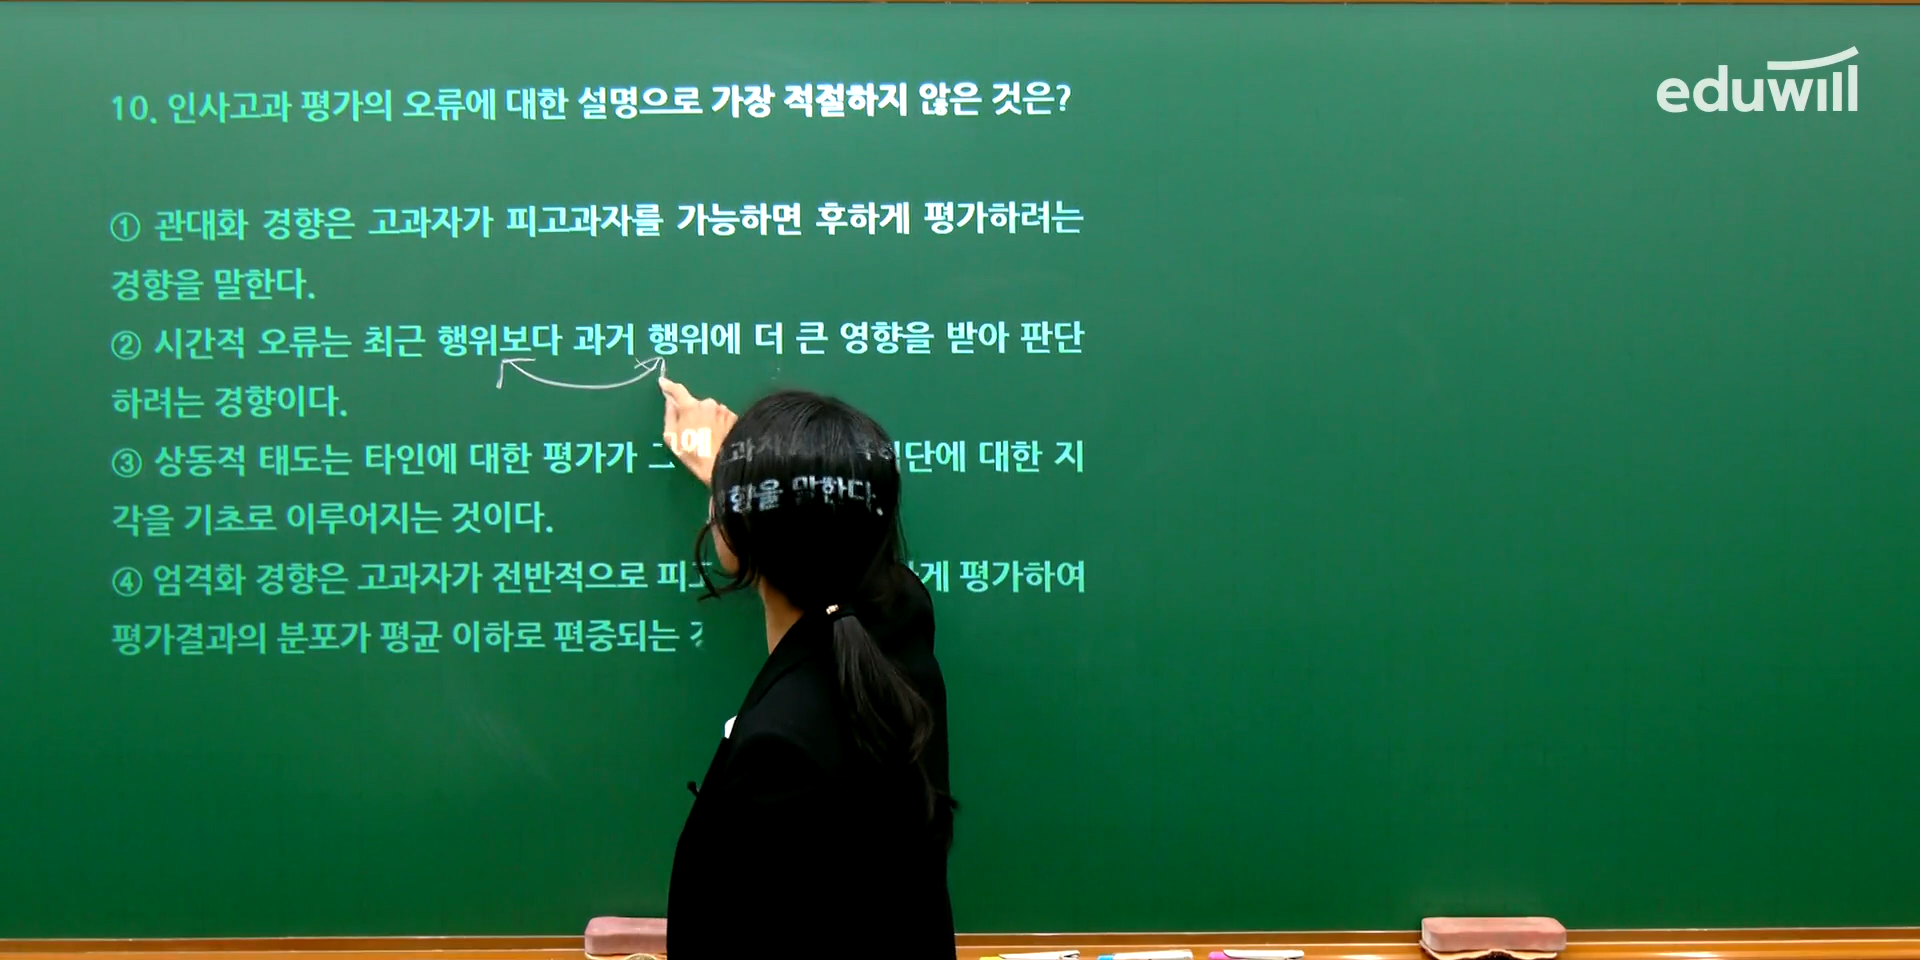 eduwill
10. 인사고과 평가의 오류에 대한 설명으로 가장 적절하지 않은 것은?
① 관대화 경향은 고과자가 피고과자를 가능하면 후하게 평가하려는
경향을 말한다.
② 시간적 오류는 최근 행위보다 과거 행위에 더 큰 영향을 받아 판단
하려는 경향이다.
③ 상동적 태도는 타인에 대한 평가가 그에 대한 지
각을 기초로 이루어지는 것이다.
④ 엄격화 경향은 고과자가 전반적으로 평가하여
평가결과의 분포가 평균 이하로 편중되는
향을 말한다.